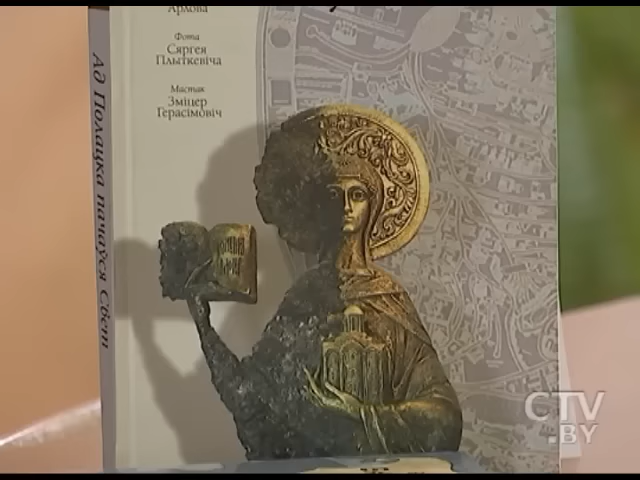 Арлова
Фота
Сяргея
Плыткевіча
Мастак
Зміцер
Герасімовіч
Ад Полацка пачаўся Свет
CTV
.BY